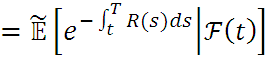 = 𝔼̃ [ e^{-∫_t^T R(s)ds} | ℱ(t) ]